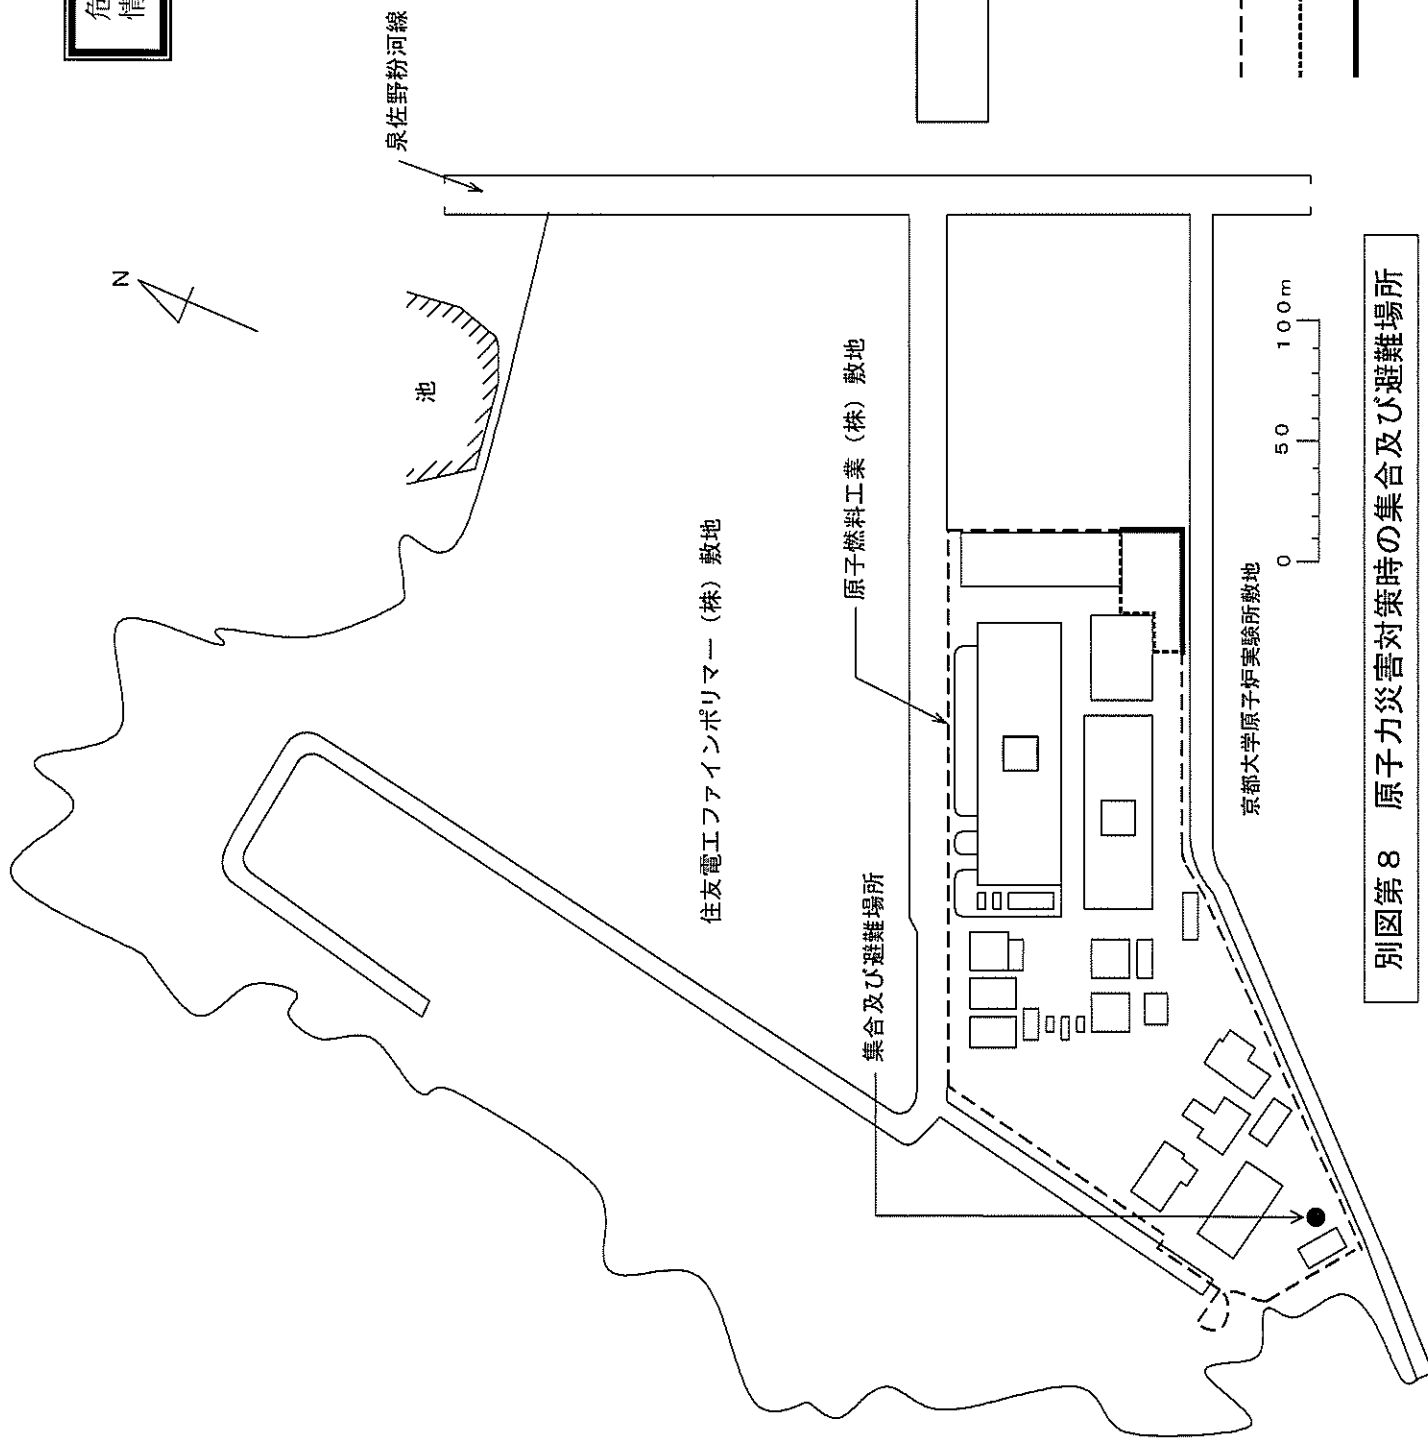 危
情
泉佐野粉河線
N
池
住友電工ファインポリマー（株）敷地
原子燃料工業（株）敷地
集合及び避難場所
京都大学原子炉実験所敷地
0 50 100m
別図第8 原子力災害対策時の集合及び避難場所